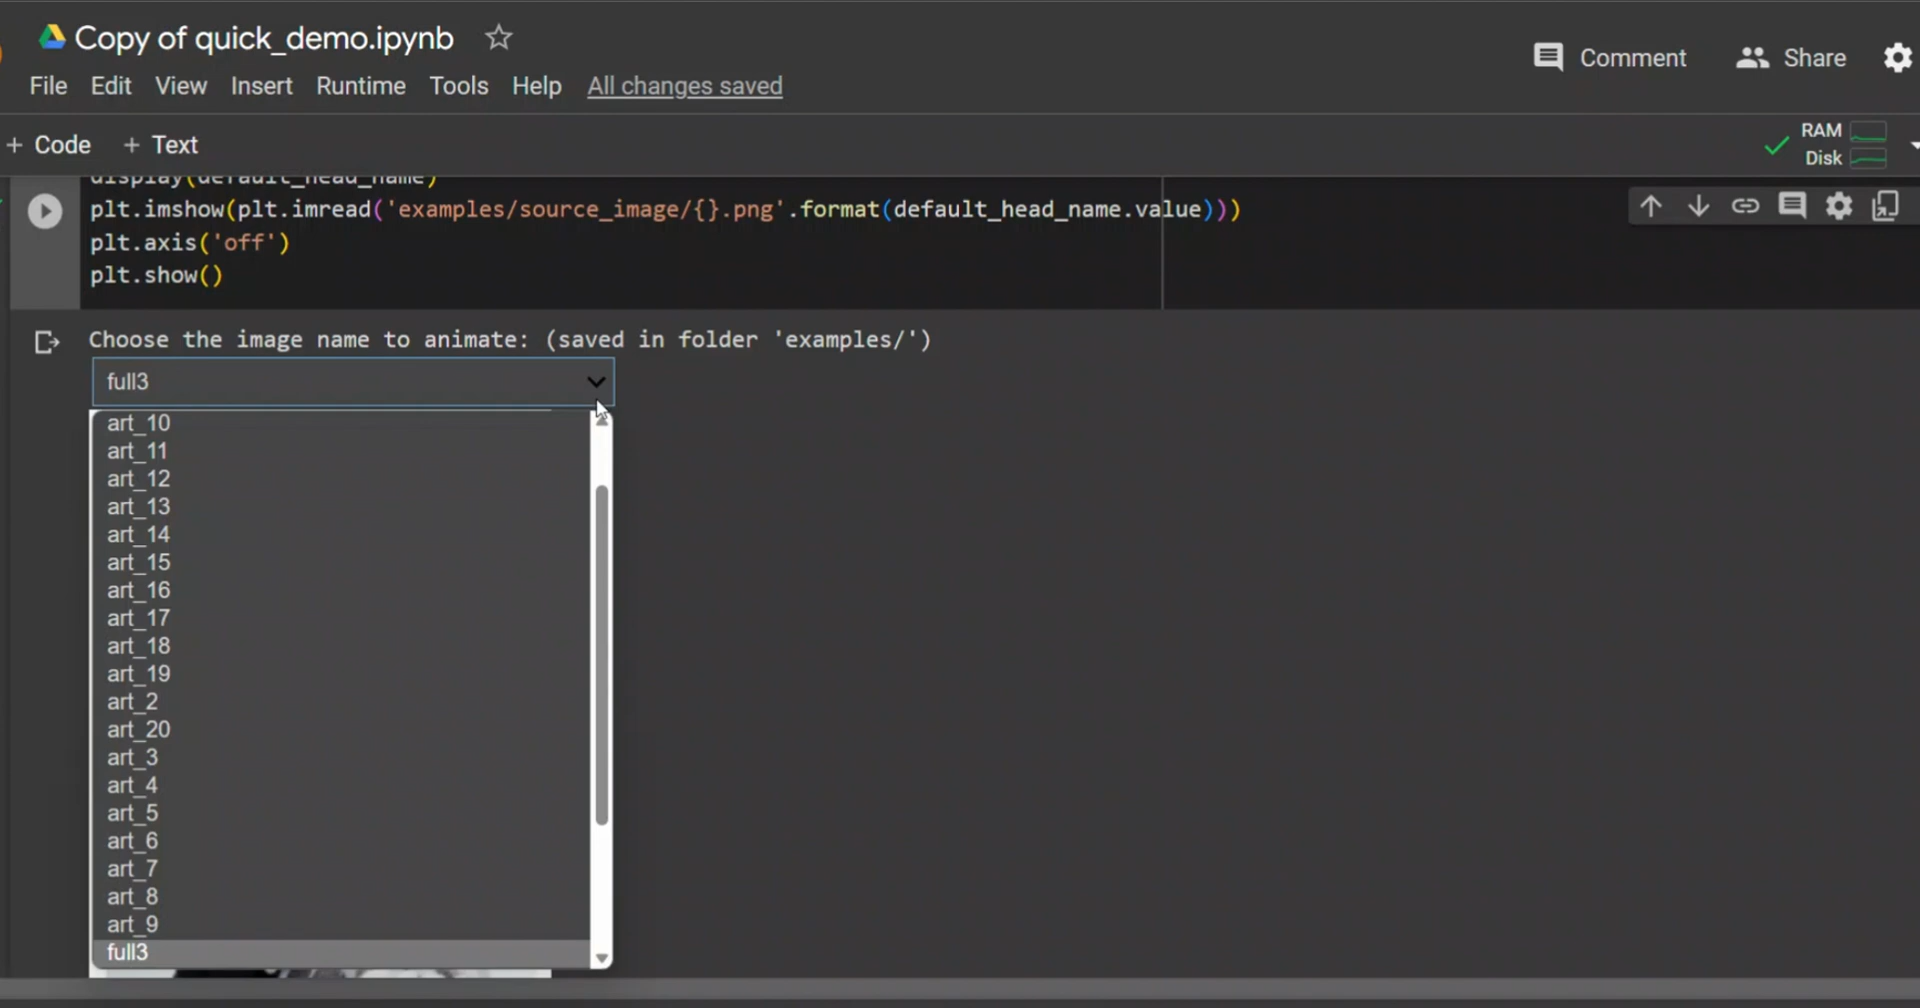 Copy of quick_demo.ipynb
Comment
Share
File Edit View Insert Runtime Tools Help All changes saved
+ Code + Text
RAM
Disk
display(default_head_name)
plt.imshow(plt.imread('examples/source_image/{}.png'.format(default_head_name.value)))
plt.axis('off')
plt.show()
Choose the image name to animate: (saved in folder 'examples/')
full3
art_10
art_11
art_12
art_13
art_14
art_15
art_16
art_17
art_18
art_19
art_2
art_20
art_3
art_4
art_5
art_6
art_7
art_8
art_9
full3